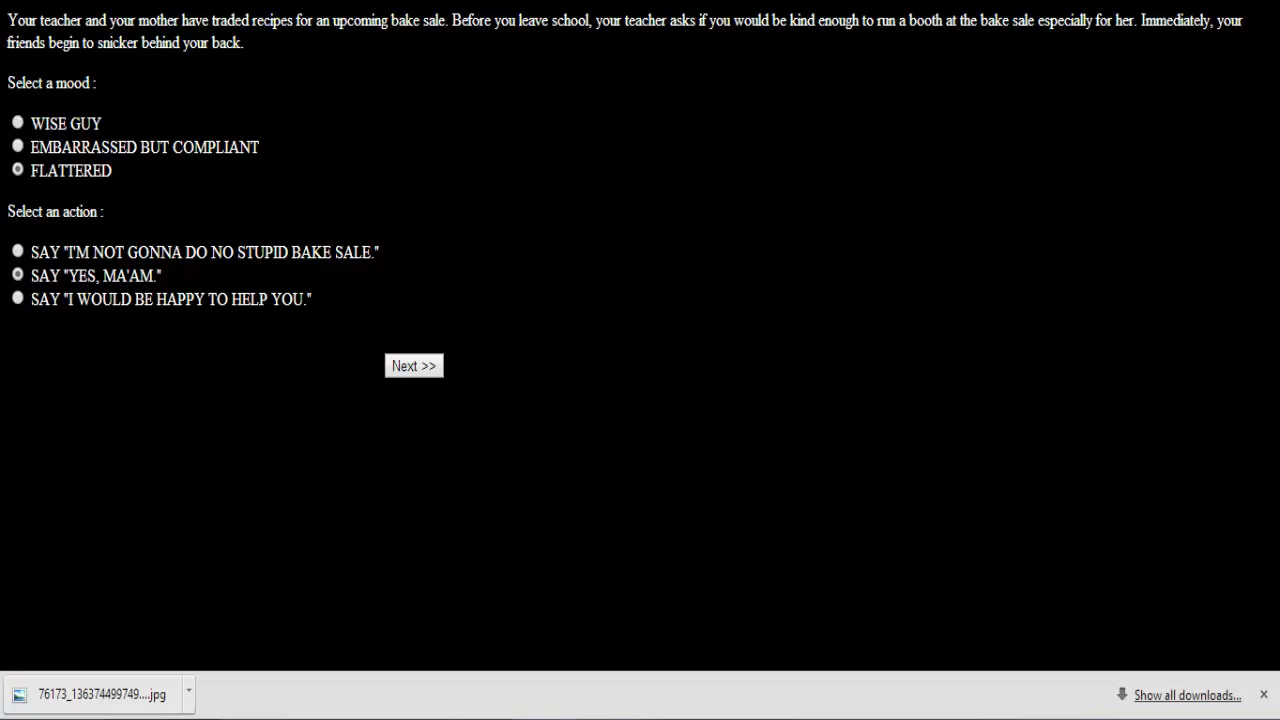 Your teacher and your mother have traded recipes for an upcoming bake sale. Before you leave school, your teacher asks if you would be kind enough to run a booth at the bake sale especially for her. Immediately, your
friends begin to snicker behind your back.
Select a mood :
WISE GUY
EMBARRASSED BUT COMPLIANT
FLATTERED
Select an action :
SAY "I'M NOT GONNA DO NO STUPID BAKE SALE."
SAY "YES, MA'AM."
SAY "I WOULD BE HAPPY TO HELP YOU."
Next >>
76173_136374499749....jpg
Show all downloads...